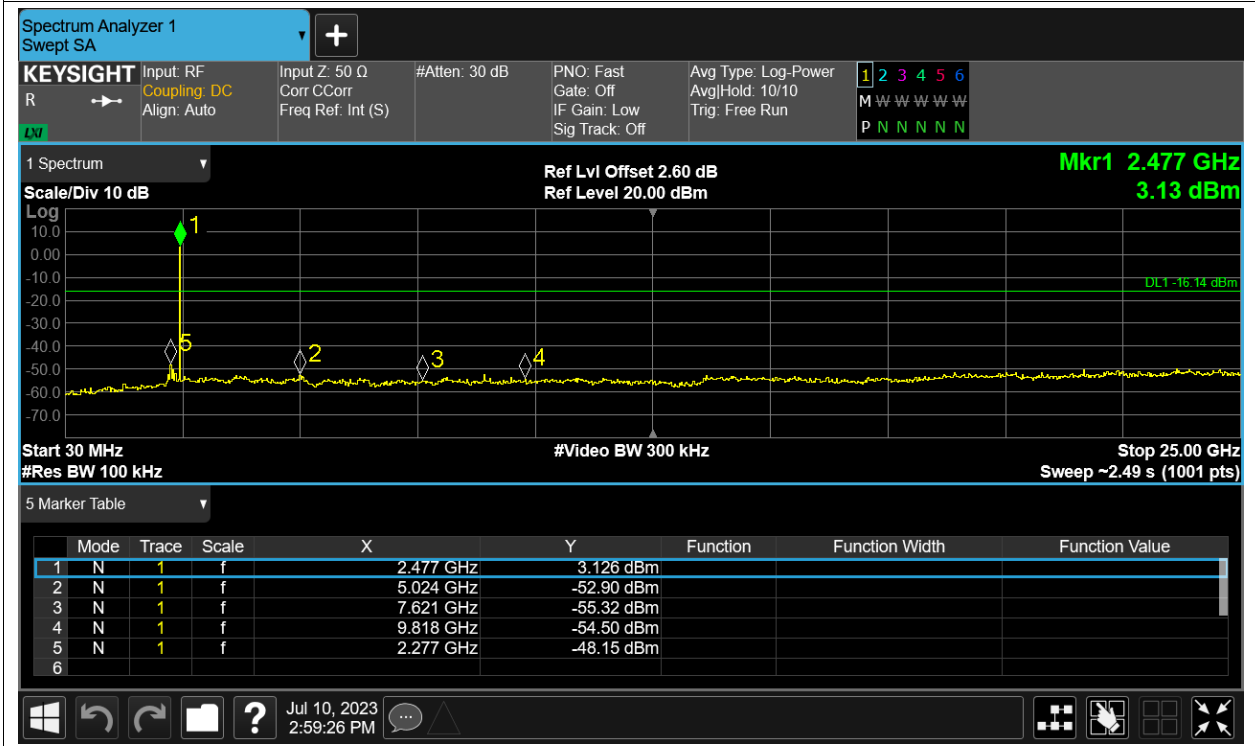 Spectrum Analyzer 1
Swept SA
KEYSIGHT
R
LXI
Input: RF
Coupling: DC
Align: Auto
Input Z: 50 Ω
Corr CCorr
Freq Ref: Int (S)
#Atten: 30 dB
PNO: Fast
Gate: Off
IF Gain: Low
Sig Track: Off
Avg Type: Log-Power
Avg|Hold: 10/10
Trig: Free Run
1 2 3 4 5 6
M W W W W W
P N N N N N
1 Spectrum
Scale/Div 10 dB
Ref Lvl Offset 2.60 dB
Ref Level 20.00 dBm
Mkr1 2.477 GHz
3.13 dBm
Log
10.0
0.00
-10.0
-20.0
-30.0
-40.0
-50.0
-60.0
-70.0
1
5
2
3
4
DL1 -16.14 dBm
Start 30 MHz
#Video BW 300 kHz
Stop 25.00 GHz
#Res BW 100 kHz
Sweep ~2.49 s (1001 pts)
5 Marker Table
Mode Trace Scale X Y Function Function Width Function Value
1 N 1 f 2.477 GHz 3.126 dBm
2 N 1 f 5.024 GHz -52.90 dBm
3 N 1 f 7.621 GHz -55.32 dBm
4 N 1 f 9.818 GHz -54.50 dBm
5 N 1 f 2.277 GHz -48.15 dBm
6
?
Jul 10, 2023
2:59:26 PM